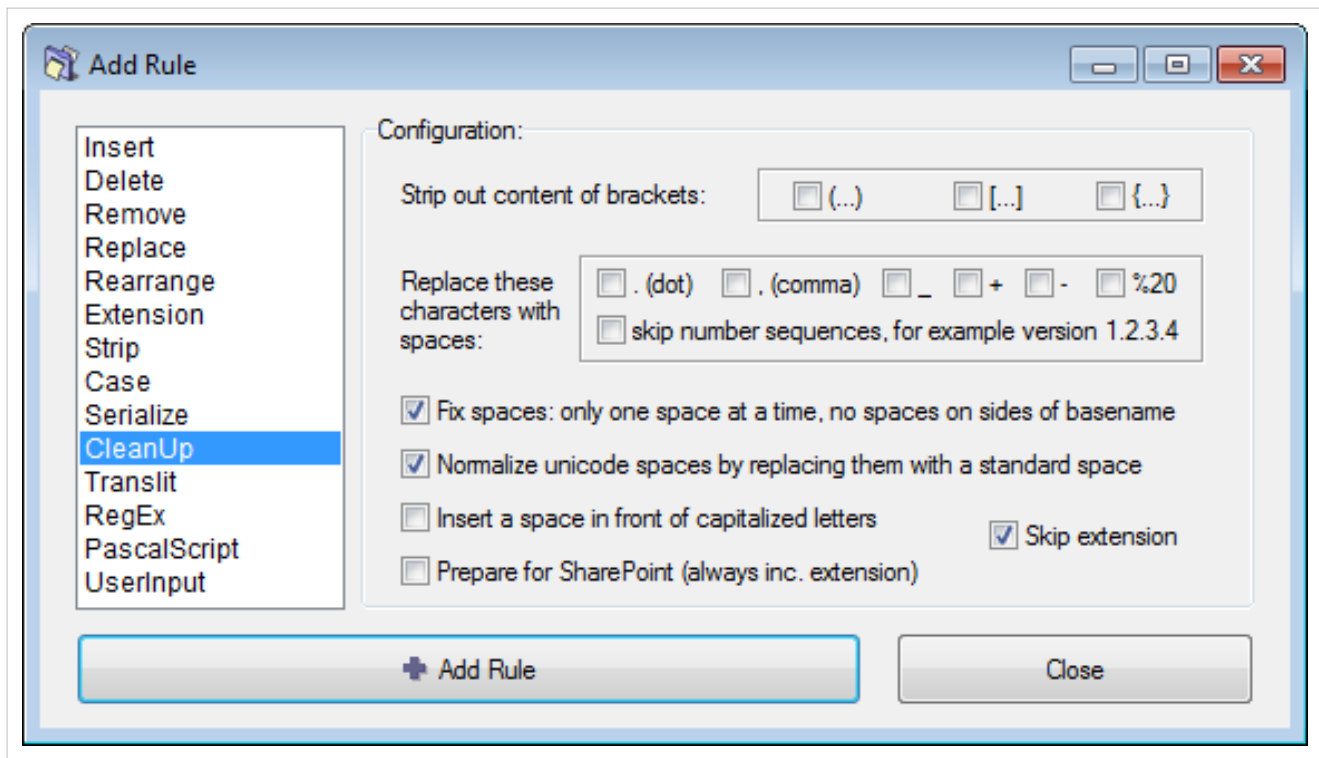 Add Rule
Insert
Delete
Remove
Replace
Rearrange
Extension
Strip
Case
Serialize
CleanUp
Translit
RegEx
PascalScript
UserInput
Configuration:
Strip out content of brackets:
(...) [...] {...}
Replace these
characters with
spaces:
. (dot) , (comma) _ + - %20
skip number sequences, for example version 1.2.3.4
Fix spaces: only one space at a time, no spaces on sides of basename
Normalize unicode spaces by replacing them with a standard space
Insert a space in front of capitalized letters
Skip extension
Prepare for SharePoint (always inc. extension)
Add Rule
Close